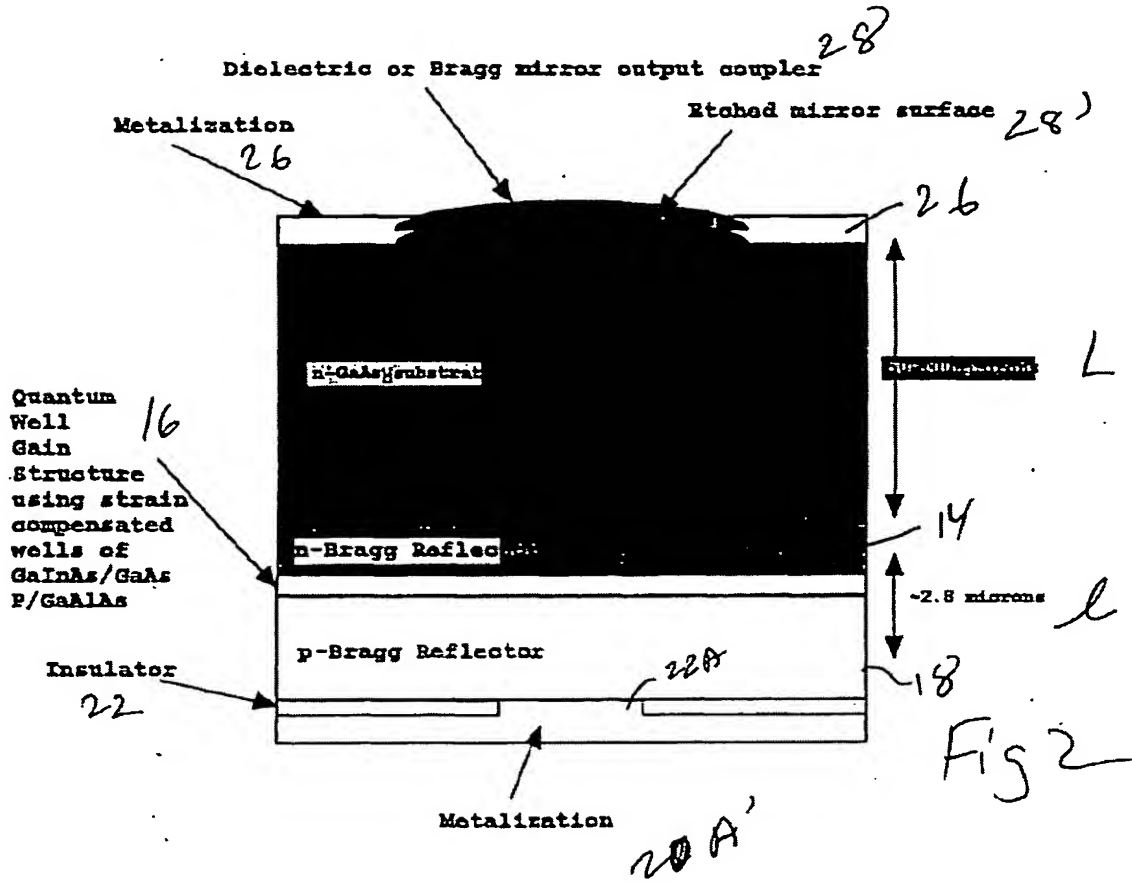 28
Dielectric or Bragg mirror output coupler
Etched mirror surface 28'
Metalization
26
26
n-GaAs substrat
L
Quantum
Well 16
Gain
Structure
using strain
compensated
wells of
GaInAs/GaAs
P/GaAlAs
14
n-Bragg Reflec
~2.8 microns l
p-Bragg Reflector
22A
18
Insulator
22
Fig 2
Metalization
20A'